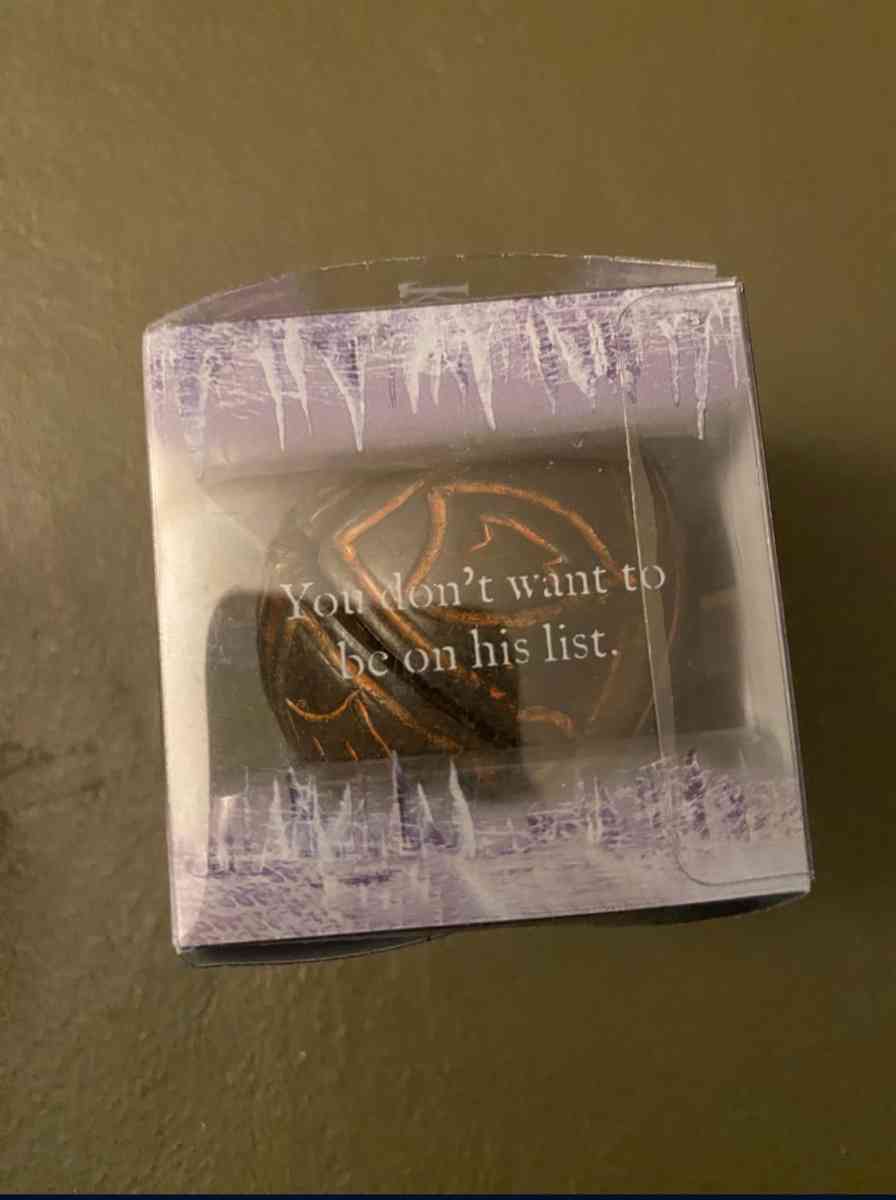 K
You don't want to
be on his list.